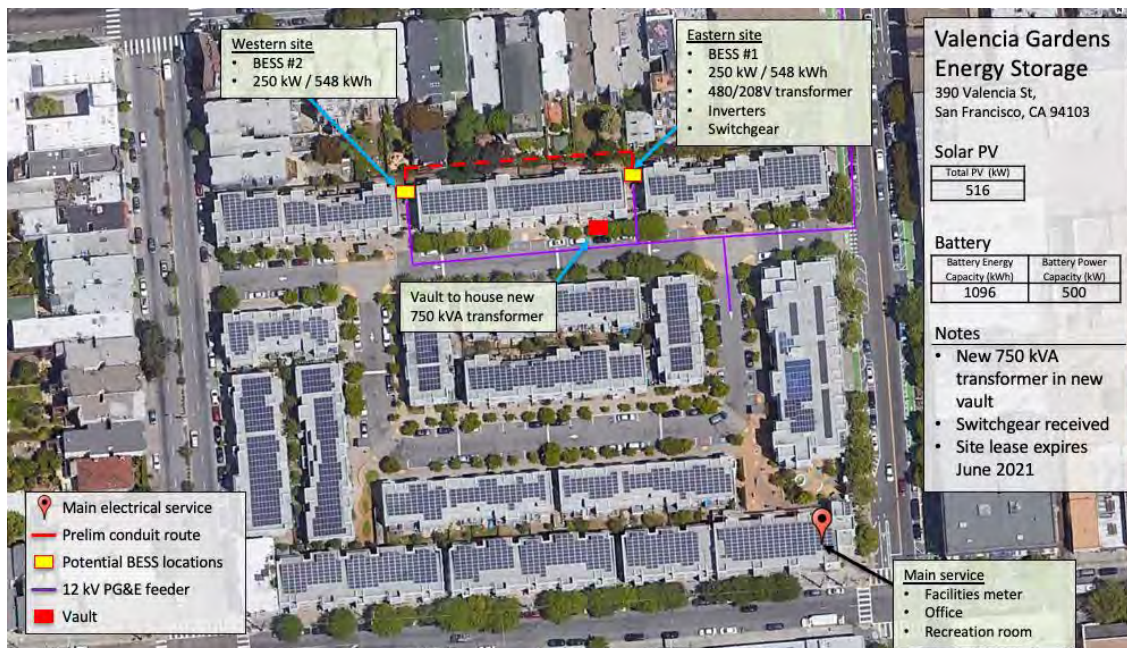 Western site
• BESS #2
• 250 kW / 548 kWh
Eastern site
• BESS #1
• 250 kW / 548 kWh
• 480/208V transformer
• Inverters
• Switchgear
Valencia Gardens
Energy Storage
390 Valencia St,
San Francisco, CA 94103
Solar PV
Total PV (kW)
516
Battery
Battery Energy Capacity (kWh)
Battery Power Capacity (kW)
1096
500
Notes
• New 750 kVA
transformer in new
vault
• Switchgear received
• Site lease expires
June 2021
Vault to house new
750 kVA transformer
Main electrical service
Prelim conduit route
Potential BESS locations
12 kV PG&E feeder
Vault
Main service
• Facilities meter
• Office
• Recreation room